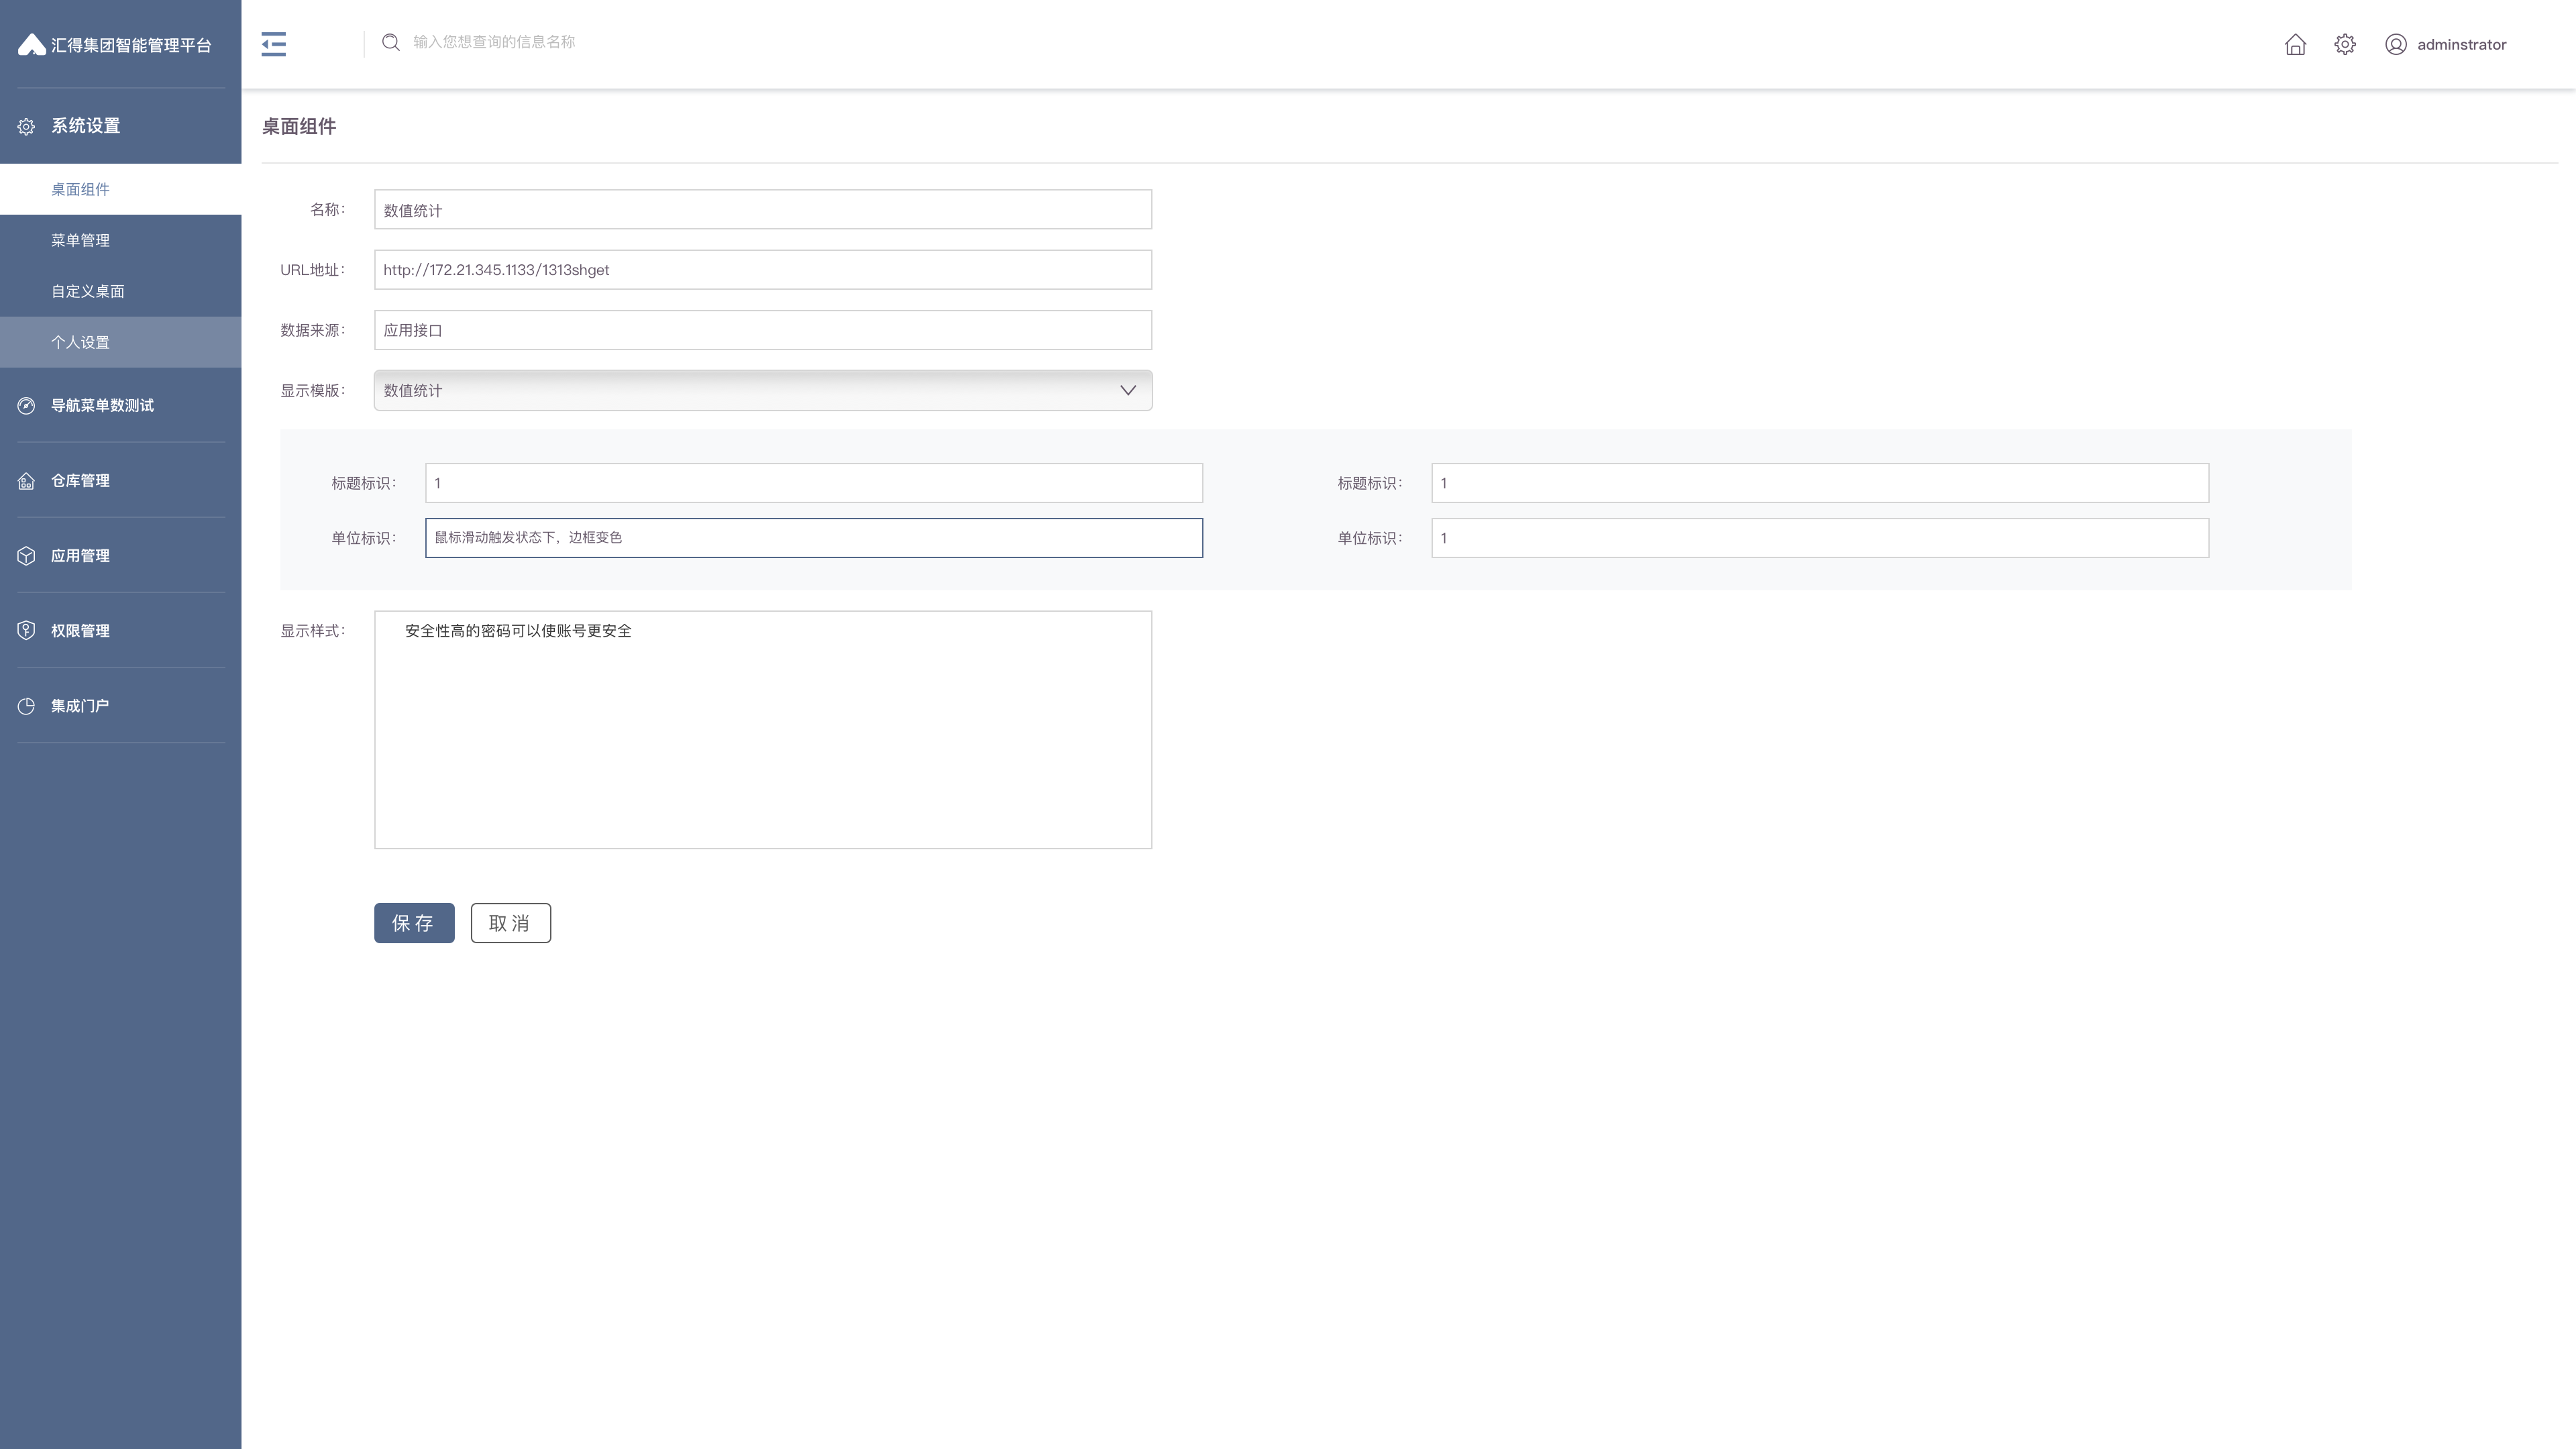 汇得集团智能管理平台
输入您想查询的信息名称
adminstrator
系统设置
桌面组件
菜单管理
自定义桌面
个人设置
导航菜单数测试
仓库管理
应用管理
权限管理
集成门户
桌面组件
名称： 数值统计
URL地址： http://172.21.345.1133/1313shget
数据来源： 应用接口
显示模版： 数值统计
标题标识： 1 标题标识： 1
单位标识： 鼠标滑动触发状态下，边框变色 单位标识： 1
显示样式： 安全性高的密码可以使账号更安全
保存 取消